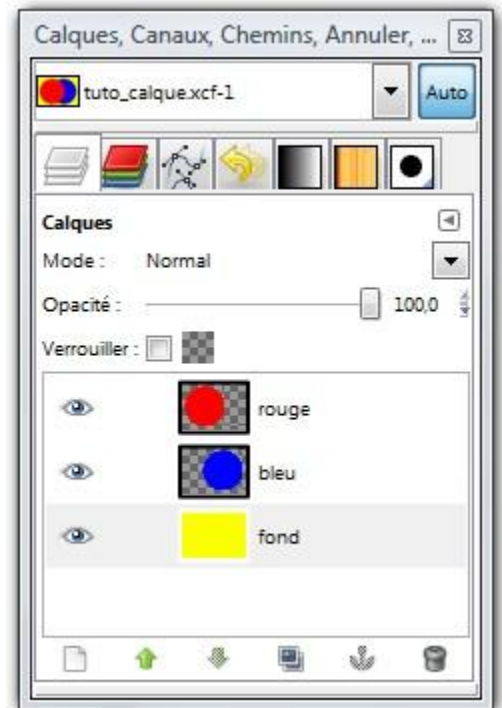 Calques, Canaux, Chemins, Annuler, ...
tuto_calque.xcf-1
Auto
Calques
Mode : Normal
Opacité : 100,0
Verrouiller :
rouge
bleu
fond